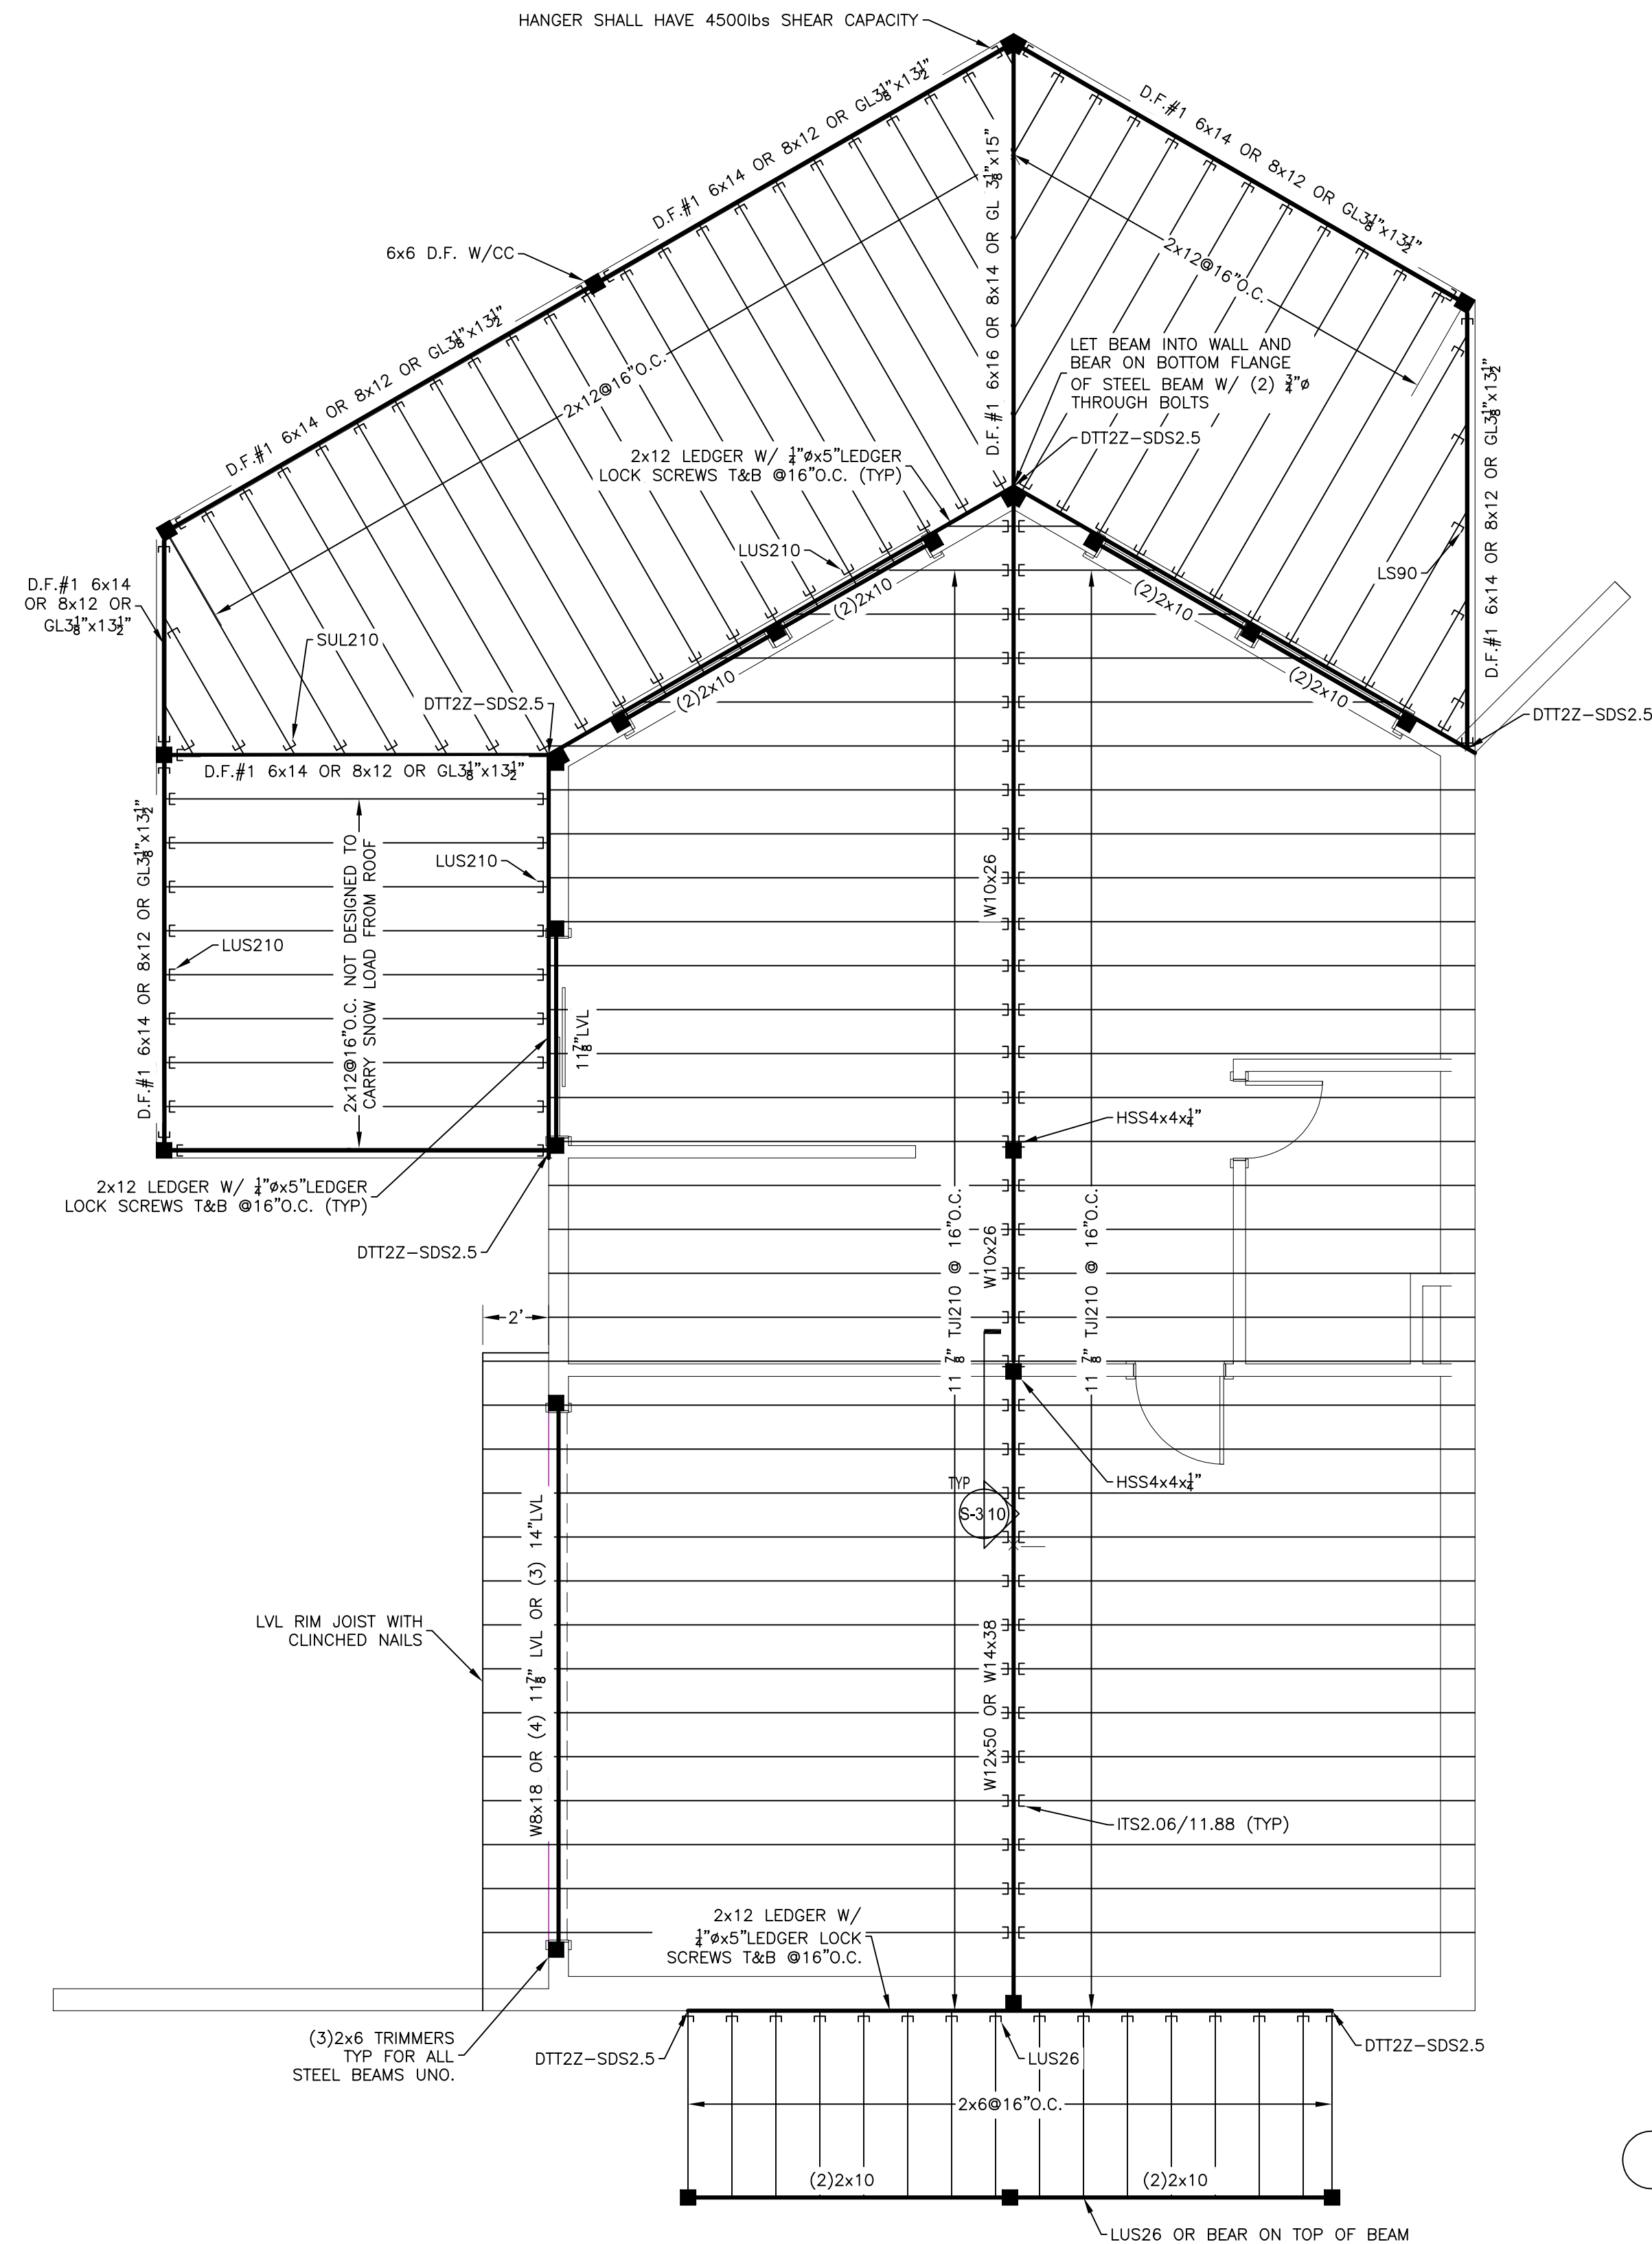 HANGER SHALL HAVE 4500lbs SHEAR CAPACITY
D.F.#1 6x14 OR 8x12 OR GL3⅛"x13½"
D.F.#1 6x14 OR 8x12 OR GL3⅛"x13½"
6x6 D.F. W/CC
D.F.#1 6x16 OR 8x14 OR GL 3⅛"x15"
2x12@16"O.C.
LET BEAM INTO WALL AND
BEAR ON BOTTOM FLANGE
OF STEEL BEAM W/ (2) ¾"ø
THROUGH BOLTS
D.F.#1 6x14 OR 8x12 OR GL3⅛"x13½"
2x12@16"O.C.
DTT2Z-SDS2.5
2x12 LEDGER W/ ¼"øx5"LEDGER
LOCK SCREWS T&B @16"O.C. (TYP)
D.F.#1 6x14 OR 8x12 OR GL3⅛"x13½"
LUS210
LS90
D.F.#1 6x14
OR 8x12 OR
GL3⅛"x13½"
(2)2x10
(2)2x10
SUL210
(2)2x10
(2)2x10
DTT2Z-SDS2.5
DTT2Z-SDS2.5
D.F.#1 6x14 OR 8x12 OR GL3⅛"x13½"
D.F.#1 6x14 OR 8x12 OR GL3⅛"x13½"
2x12@16"O.C. NOT DESIGNED TO
CARRY SNOW LOAD FROM ROOF
LUS210
W10x26
LUS210
11⅞"LVL
HSS4x4x¼"
2x12 LEDGER W/ ¼"øx5"LEDGER
LOCK SCREWS T&B @16"O.C. (TYP)
DTT2Z-SDS2.5
11 ⅞" TJI210 @ 16"O.C.
W10x26
11 ⅞" TJI210 @ 16"O.C.
2'
HSS4x4x¼"
TYP
S-3
10
W8x18 OR (4) 11⅞" LVL OR (3) 14"LVL
LVL RIM JOIST WITH
CLINCHED NAILS
W12x50 OR W14x38
ITS2.06/11.88 (TYP)
2x12 LEDGER W/
¼"øx5"LEDGER LOCK
SCREWS T&B @16"O.C.
(3)2x6 TRIMMERS
TYP FOR ALL
STEEL BEAMS UNO.
DTT2Z-SDS2.5
LUS26
DTT2Z-SDS2.5
2x6@16"O.C.
(2)2x10
(2)2x10
LUS26 OR BEAR ON TOP OF BEAM